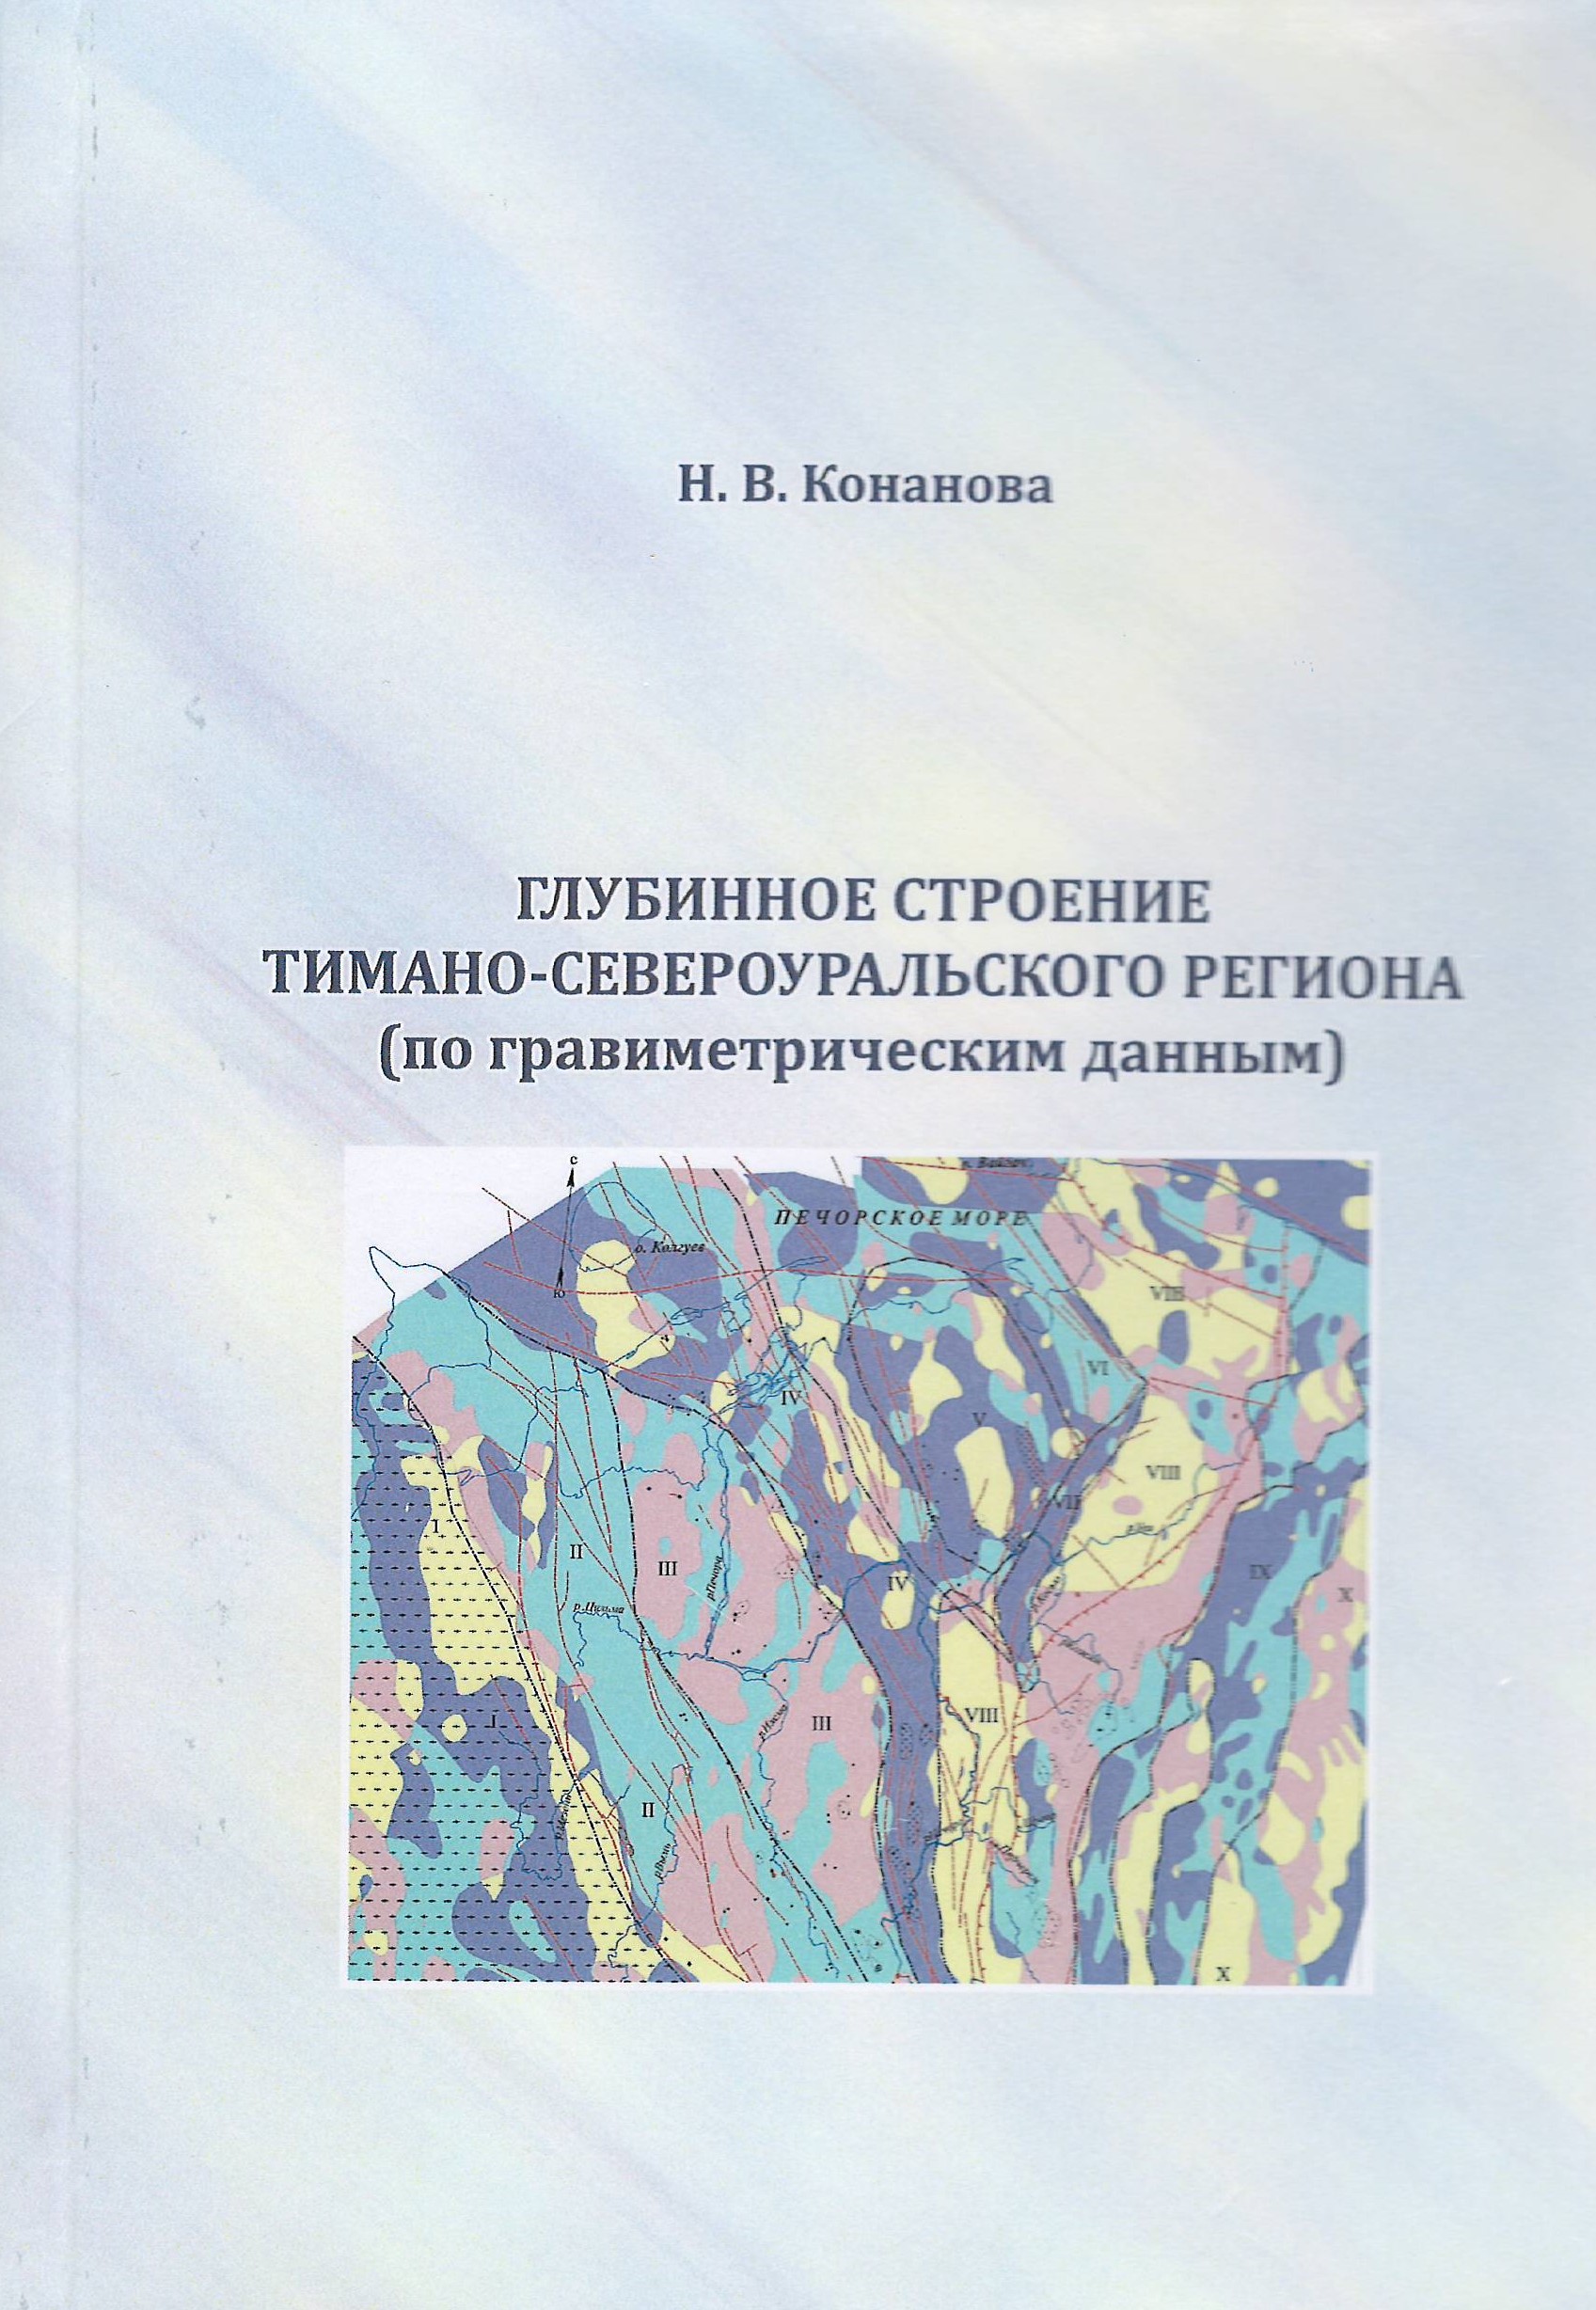 Н. В. Конанова
ГЛУБИННОЕ СТРОЕНИЕ
ТИМАНО-СЕВЕРОУРАЛЬСКОГО РЕГИОНА
(по гравиметрическим данным)
С
ПЕЧОРСКОЕ МОРЕ
о. Колгуев
Ю
VIII
VI
IV
V
VIII
VII
I
II
III
IV
IX
X
р.Печора
р.Цильма
I
VIII
III
р.Ижма
II
X